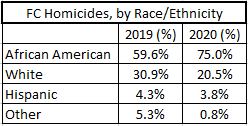 FC Homicides, by Race/Ethnicity
2019 (%) 2020 (%)
African American 59.6% 75.0%
White 30.9% 20.5%
Hispanic 4.3% 3.8%
Other 5.3% 0.8%